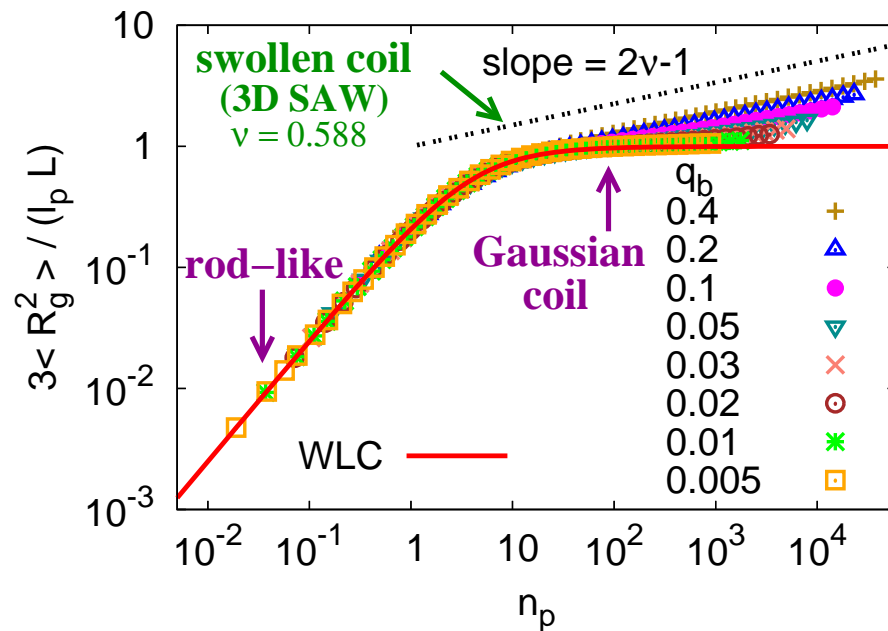 10
1
10^-1
10^-2
10^-3
3< R_g^2 > / (l_p L)
swollen coil
(3D SAW)
ν = 0.588
slope = 2ν-1
rod-like
Gaussian
coil
WLC
q_b
0.4
0.2
0.1
0.05
0.03
0.02
0.01
0.005
10^-2 10^-1 1 10 10^2 10^3 10^4
n_p